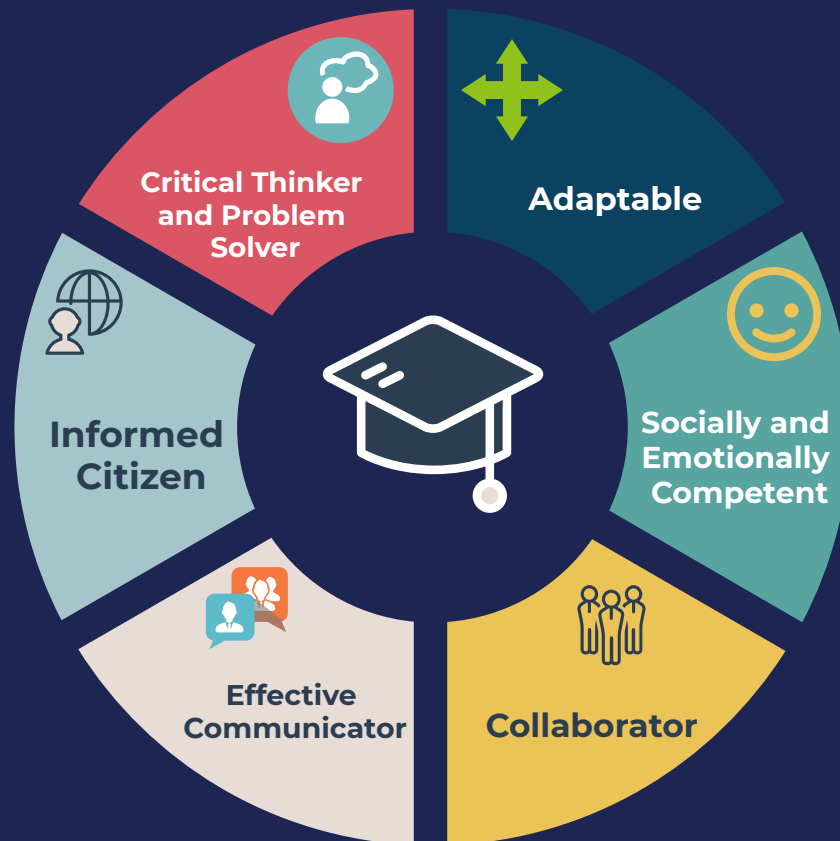 Critical Thinker
and Problem
Solver
Adaptable
Socially and
Emotionally
Competent
Collaborator
Effective
Communicator
Informed
Citizen